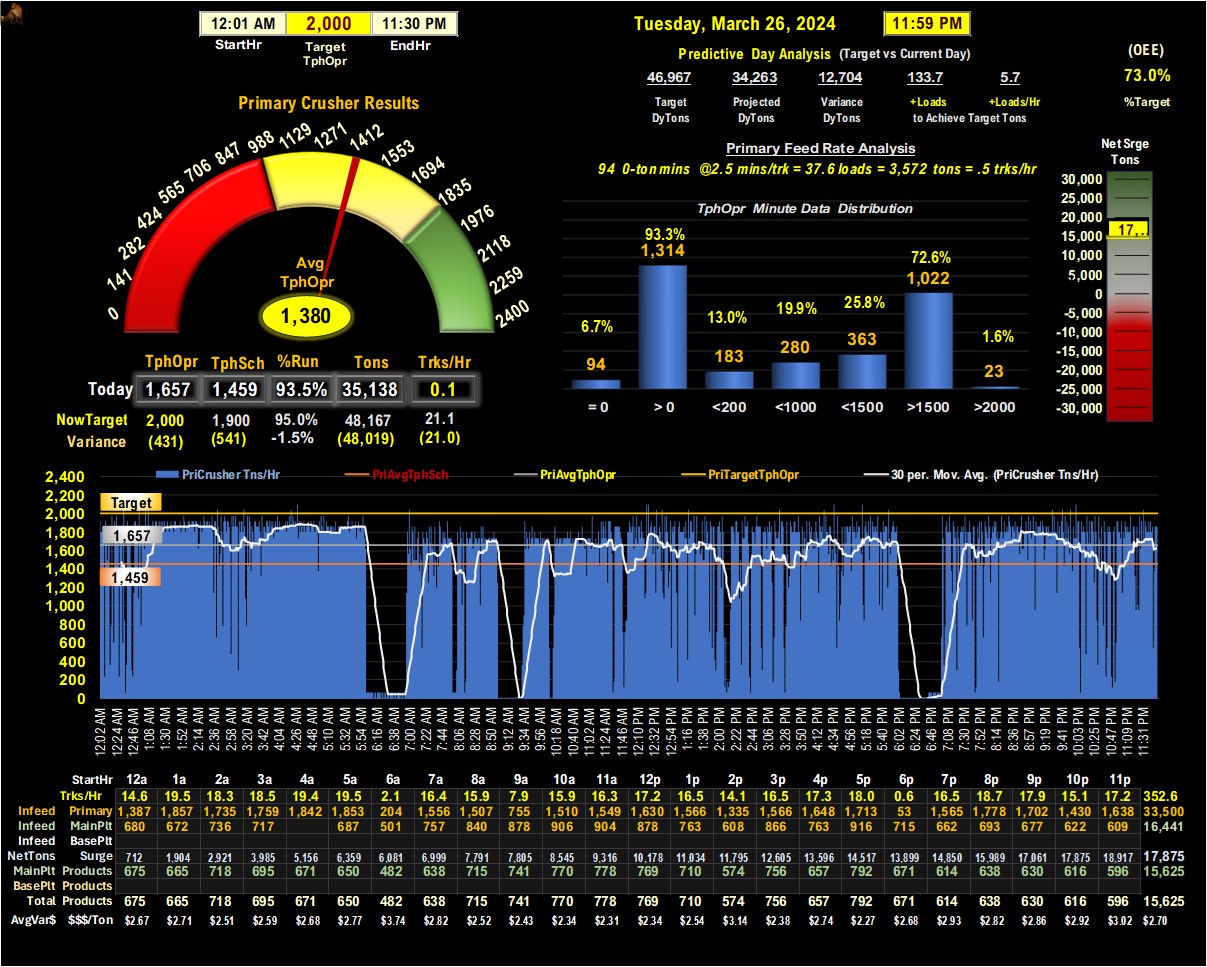 12:01 AM 2,000 11:30 PM
StartHr Target TphOpr EndHr
Tuesday, March 26, 2024 11:59 PM
Predictive Day Analysis (Target vs Current Day)
46,967 34,263 12,704 133.7 5.7
Target DyTons Projected DyTons Variance DyTons +Loads +Loads/Hr
to Achieve Target Tons
(OEE)
73.0%
%Target
Primary Crusher Results
0 141 282 424 565 706 847 988 1129 1271 1412 1553 1694 1835 1976 2118 2259 2400
Avg
TphOpr
1,380
TphOpr TphSch %Run Tons Trks/Hr
Today 1,657 1,459 93.5% 35,138 0.1
NowTarget 2,000 1,900 95.0% 48,167 21.1
Variance (431) (541) -1.5% (48,019) (21.0)
Primary Feed Rate Analysis
94 0-ton mins @2.5 mins/trk = 37.6 loads = 3,572 tons = .5 trks/hr
TphOpr Minute Data Distribution
6.7% 93.3% 13.0% 19.9% 25.8% 72.6% 1.6%
94 1,314 183 280 363 1,022 23
= 0 > 0 <200 <1000 <1500 >1500 >2000
Net Srge
Tons
30,000
25,000
20,000
17,..
15,000
10,000
5,000
0
-5,000
-10,000
-15,000
-20,000
-25,000
-30,000
PriCrusher Tns/Hr PriAvgTphSch PriAvgTphOpr PriTargetTphOpr 30 per. Mov. Avg. (PriCrusher Tns/Hr)
2,400
2,200
2,000
1,800
1,600
1,400
1,200
1,000
800
600
400
200
0
Target
1,657
1,459
12:02 AM 12:24 AM 12:46 AM 1:08 AM 1:30 AM 1:52 AM 2:14 AM 2:36 AM 2:58 AM 3:20 AM 3:42 AM 4:04 AM 4:26 AM 4:48 AM 5:10 AM 5:32 AM 5:54 AM 6:16 AM 6:38 AM 7:00 AM 7:22 AM 7:44 AM 8:06 AM 8:28 AM 8:50 AM 9:12 AM 9:34 AM 9:56 AM 10:18 AM 10:40 AM 11:02 AM 11:24 AM 11:46 AM 12:10 PM 12:32 PM 12:54 PM 1:16 PM 1:38 PM 2:00 PM 2:22 PM 2:44 PM 3:06 PM 3:28 PM 3:50 PM 4:12 PM 4:34 PM 4:56 PM 5:18 PM 5:40 PM 6:02 PM 6:24 PM 6:46 PM 7:08 PM 7:30 PM 7:52 PM 8:14 PM 8:36 PM 8:57 PM 9:19 PM 9:41 PM 10:03 PM 10:25 PM 10:47 PM 11:09 PM 11:31 PM
StartHr 12a 1a 2a 3a 4a 5a 6a 7a 8a 9a 10a 11a 12p 1p 2p 3p 4p 5p 6p 7p 8p 9p 10p 11p
Trks/Hr 14.6 19.5 18.3 18.5 19.4 19.5 2.1 16.4 15.9 7.9 15.9 16.3 17.2 16.5 14.1 16.5 17.3 18.0 0.6 16.5 18.7 17.9 15.1 17.2 352.6
Infeed Primary 1,387 1,857 1,735 1,759 1,842 1,853 204 1,556 1,507 755 1,510 1,549 1,630 1,566 1,335 1,566 1,648 1,713 53 1,565 1,778 1,702 1,430 1,638 33,500
Infeed MainPlt 680 672 736 717 687 501 757 840 878 906 904 878 763 608 866 763 916 715 662 693 677 622 609 16,441
Infeed BasePlt
NetTons Surge 712 1,904 2,921 3,985 5,156 6,359 6,081 6,999 7,791 7,805 8,545 9,316 10,178 11,034 11,795 12,605 13,596 14,517 13,899 14,850 15,989 17,061 17,875 18,917 17,875
MainPlt Products 675 665 718 695 671 650 482 638 715 741 770 778 769 710 574 756 657 792 671 614 638 630 616 596 15,625
BasePlt Products
Total Products 675 665 718 695 671 650 482 638 715 741 770 778 769 710 574 756 657 792 671 614 638 630 616 596 15,625
AvgVar$ $$$/Ton $2.67 $2.71 $2.51 $2.59 $2.68 $2.77 $3.74 $2.82 $2.52 $2.43 $2.34 $2.31 $2.34 $2.54 $3.14 $2.38 $2.74 $2.27 $2.68 $2.93 $2.82 $2.86 $2.92 $3.02 $2.70